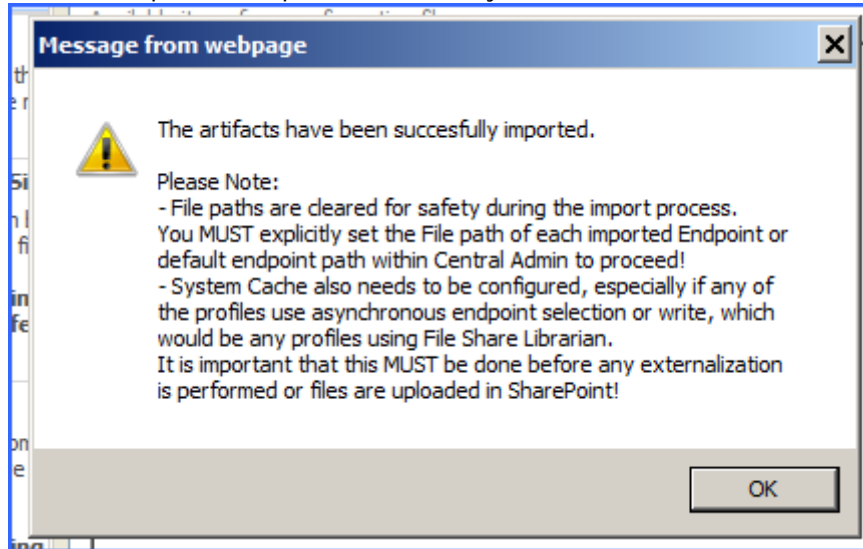 Message from webpage
The artifacts have been succesfully imported.
Please Note:
- File paths are cleared for safety during the import process.
You MUST explicitly set the File path of each imported Endpoint or
default endpoint path within Central Admin to proceed!
- System Cache also needs to be configured, especially if any of
the profiles use asynchronous endpoint selection or write, which
would be any profiles using File Share Librarian.
It is important that this MUST be done before any externalization
is performed or files are uploaded in SharePoint!
OK